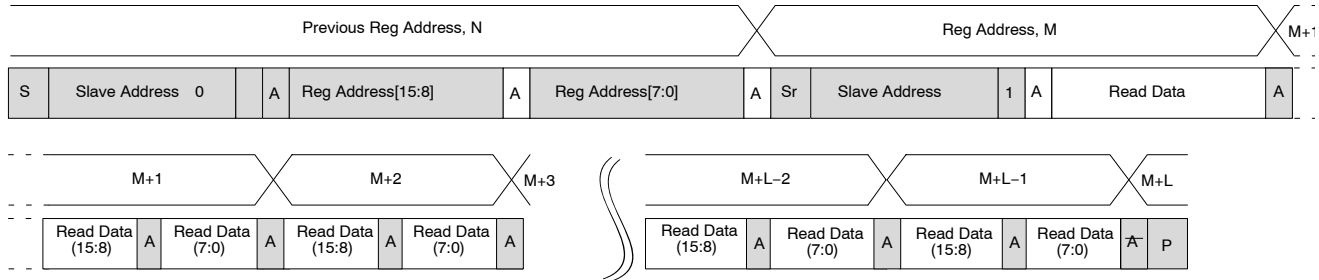 Previous Reg Address, N Reg Address, M M+1
S Slave Address 0 A Reg Address[15:8] A Reg Address[7:0] A Sr Slave Address 1 A Read Data A
M+1 M+2 M+3 M+L−2 M+L−1 M+L
Read Data (15:8) A Read Data (7:0) A Read Data (15:8) A Read Data (7:0) A Read Data (15:8) A Read Data (7:0) A Read Data (15:8) A Read Data (7:0) A P